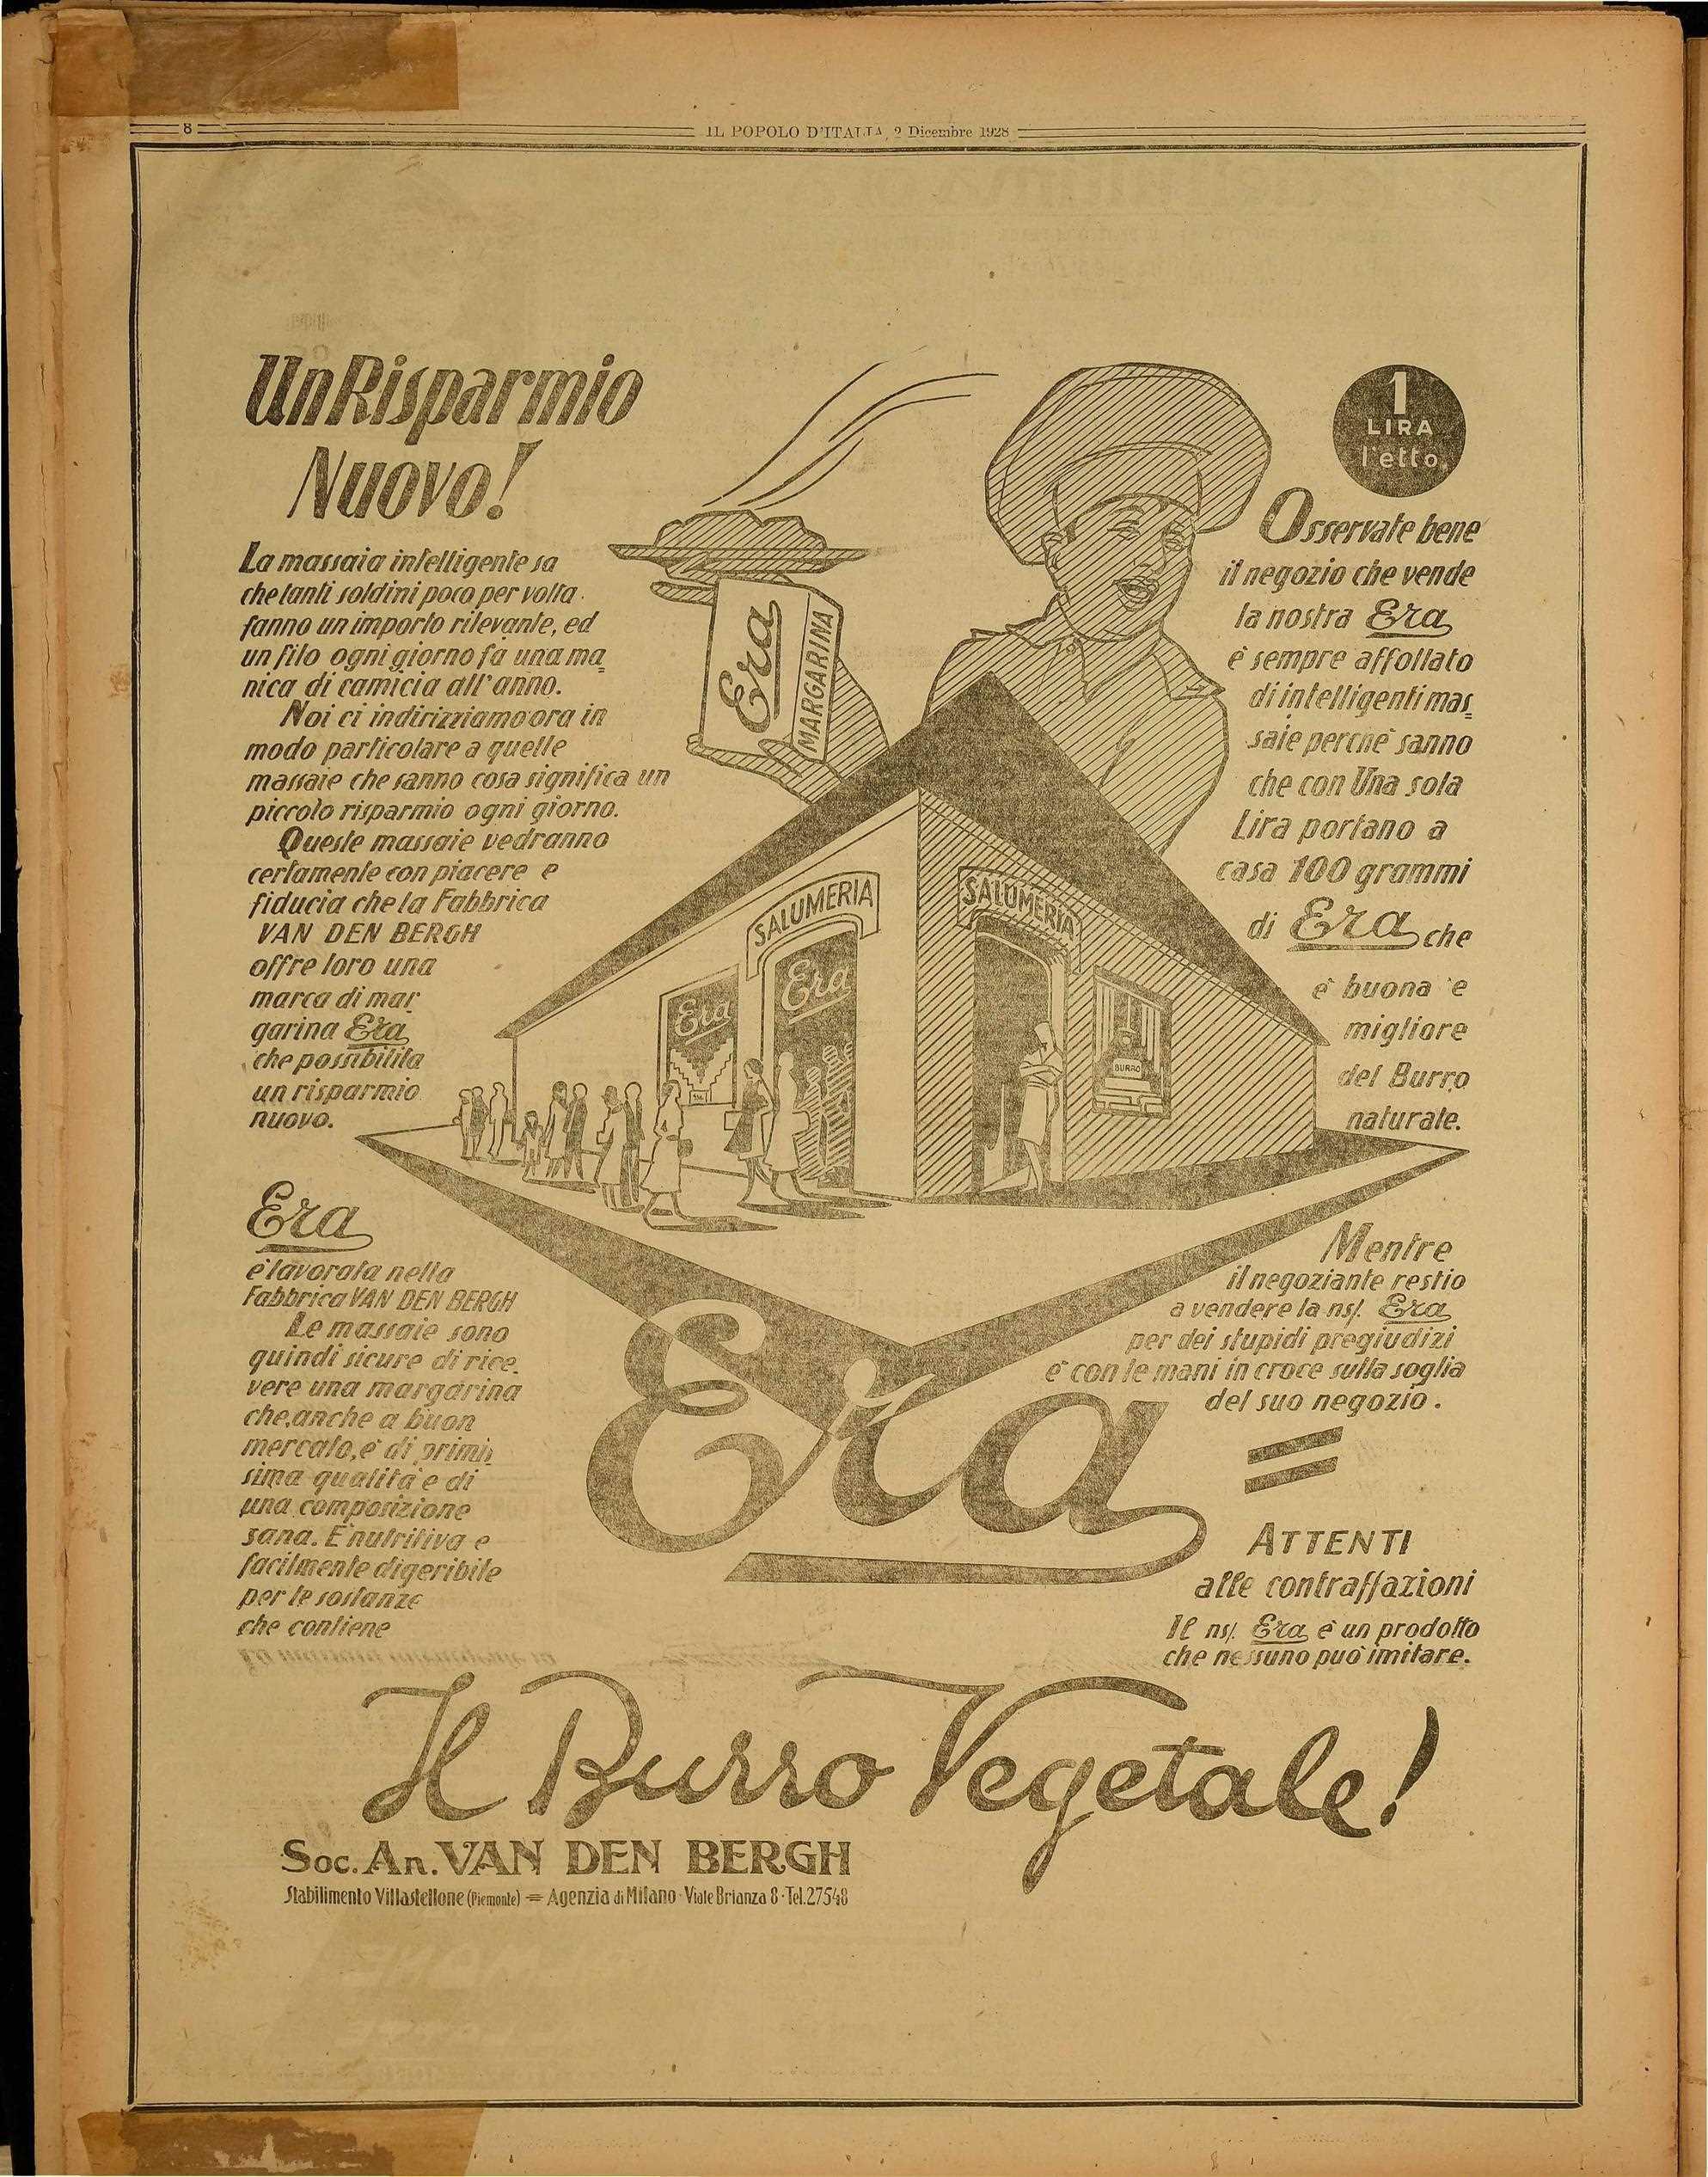 8
IL POPOLO D'ITALIA, 2 Dicembre 1928
Un Risparmio
Nuovo!
La massaia intelligente sa
che tanti soldini poco per volta
fanno un importo rilevante, ed
un filo ogni giorno fa una ma
nica di camicia all'anno.
Noi ci indirizziamo ora in
modo particolare a quelle
massaie che sanno cosa significa un
piccolo risparmio ogni giorno.
Queste massaie vedranno
certamente con piacere e
fiducia che la Fabbrica
VAN DEN BERGH
offre loro una
marca di mar
garina Era
che possibilita
un risparmio
nuovo.
Era
è lavorata nella
Fabbrica VAN DEN BERGH
Le massaie sono
quindi sicure di rice
vere una margarina
che, anche a buon
mercato, è di primis
sima qualità e di
una composizione
sana. E' nutritiva e
facilmente digeribile
per le sostanze
che contiene
Era
MARGARINA
SALUMERIA
SALUMERIA
Era
Era
BURRO
1
LIRA
l'etto
Osservate bene
il negozio che vende
la nostra Era
è sempre affollato
di intelligenti mas
saie perchè sanno
che con Una sola
Lira portano a
casa 100 grammi
di Era che
è buona e
migliore
del Burro
naturale.
Mentre
il negoziante restio
a vendere la ns/. Era
per dei stupidi pregiudizi
è con le mani in croce sulla soglia
del suo negozio.
=
ATTENTI
alle contraffazioni
Il ns/. Era è un prodotto
che nessuno può imitare.
Era
Il Burro Vegetale!
Soc. An. VAN DEN BERGH
Stabilimento Villastellone (Piemonte) = Agenzia di Milano - Viale Brianza 8 - Tel. 27548